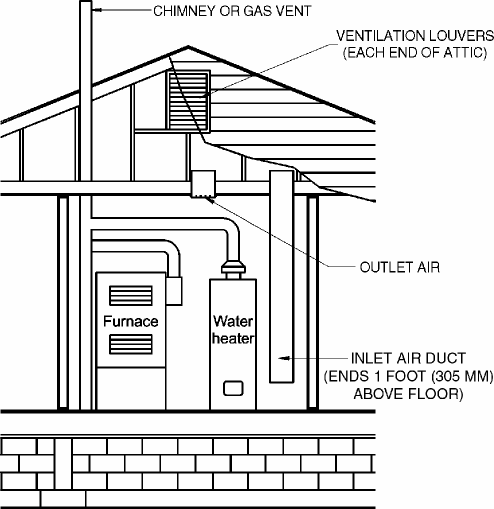 CHIMNEY OR GAS VENT
VENTILATION LOUVERS
(EACH END OF ATTIC)
OUTLET AIR
Furnace
Water
heater
INLET AIR DUCT
(ENDS 1 FOOT (305 MM)
ABOVE FLOOR)